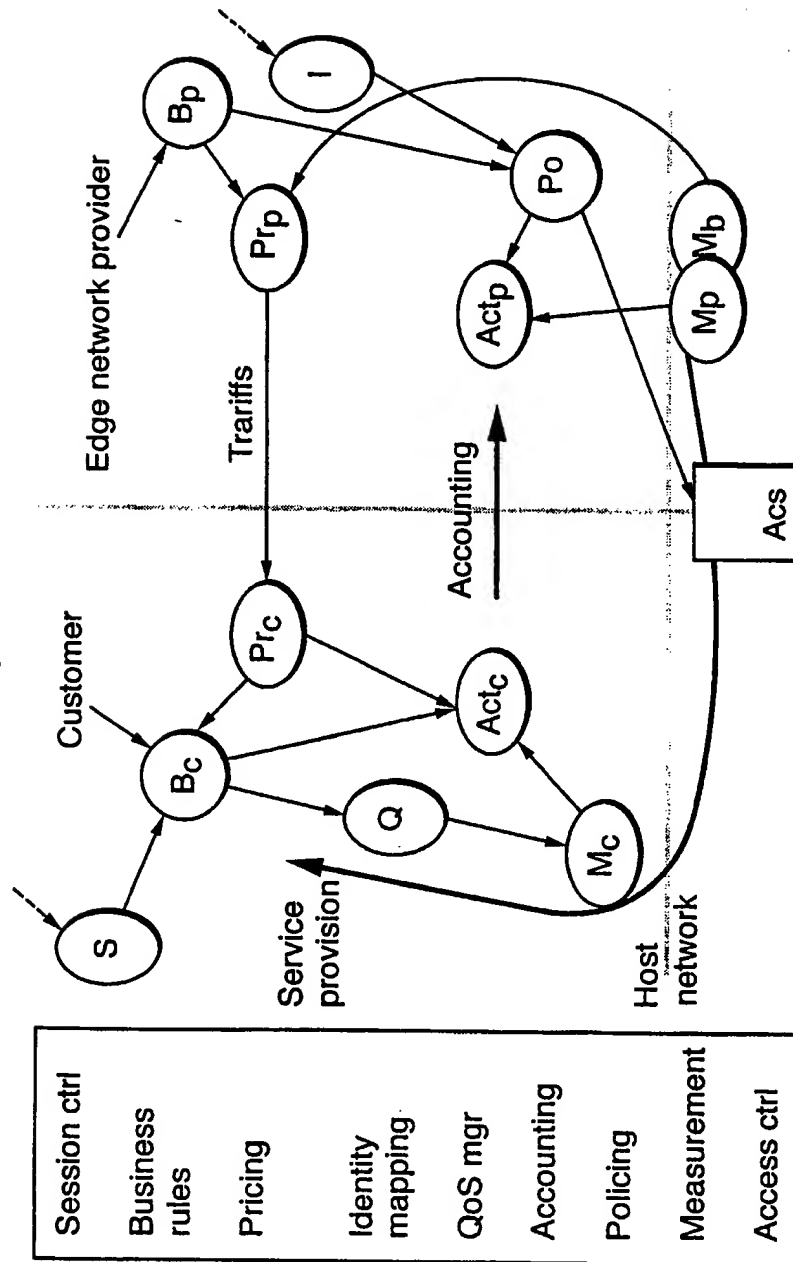 Session ctrl
Business
rules
Pricing
Identity
mapping
QoS mgr
Accounting
Policing
Measurement
Access ctrl
S
Customer
Edge network provider
Bc
Bp
I
Prc
Trariffs
Prp
Service
provision
Q
Actc
Accounting
Actp
Po
Mc
Host
network
Mp
Mb
Acs